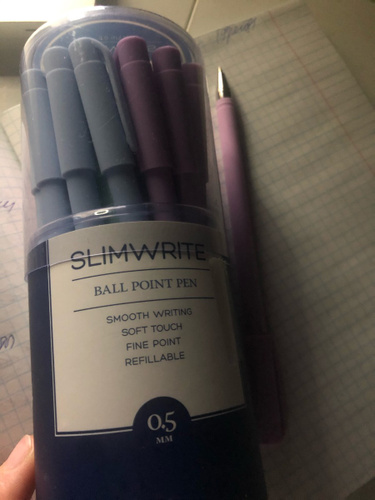 SLIMWRITE
BALL POINT PEN
SMOOTH WRITING
SOFT TOUCH
FINE POINT
REFILLABLE
0.5
MM